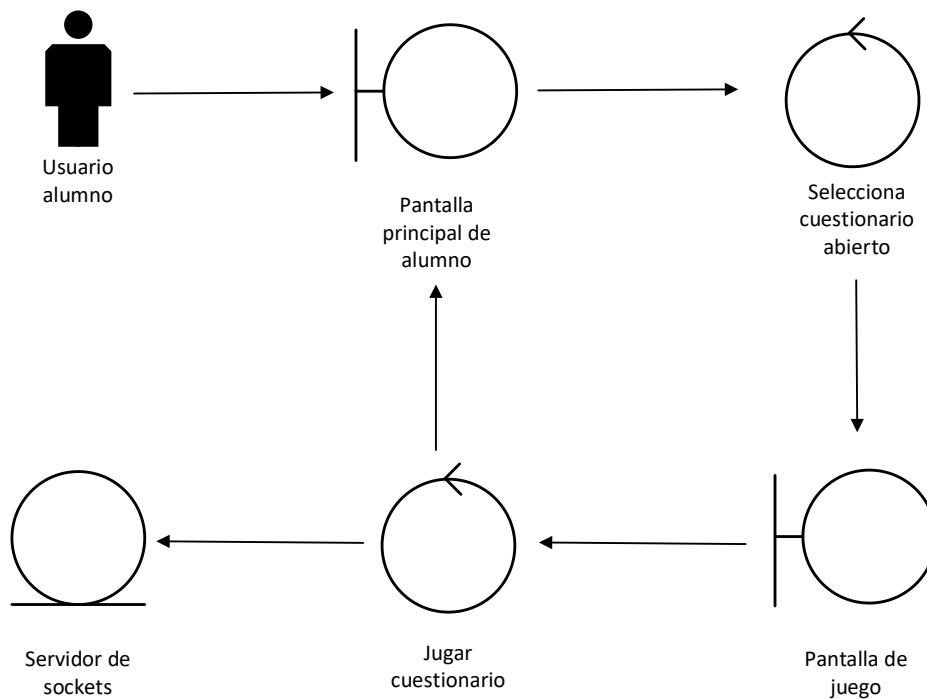 Usuario
alumno
Pantalla
principal de
alumno
Selecciona
cuestionario
abierto
Servidor de
sockets
Jugar
cuestionario
Pantalla de
juego